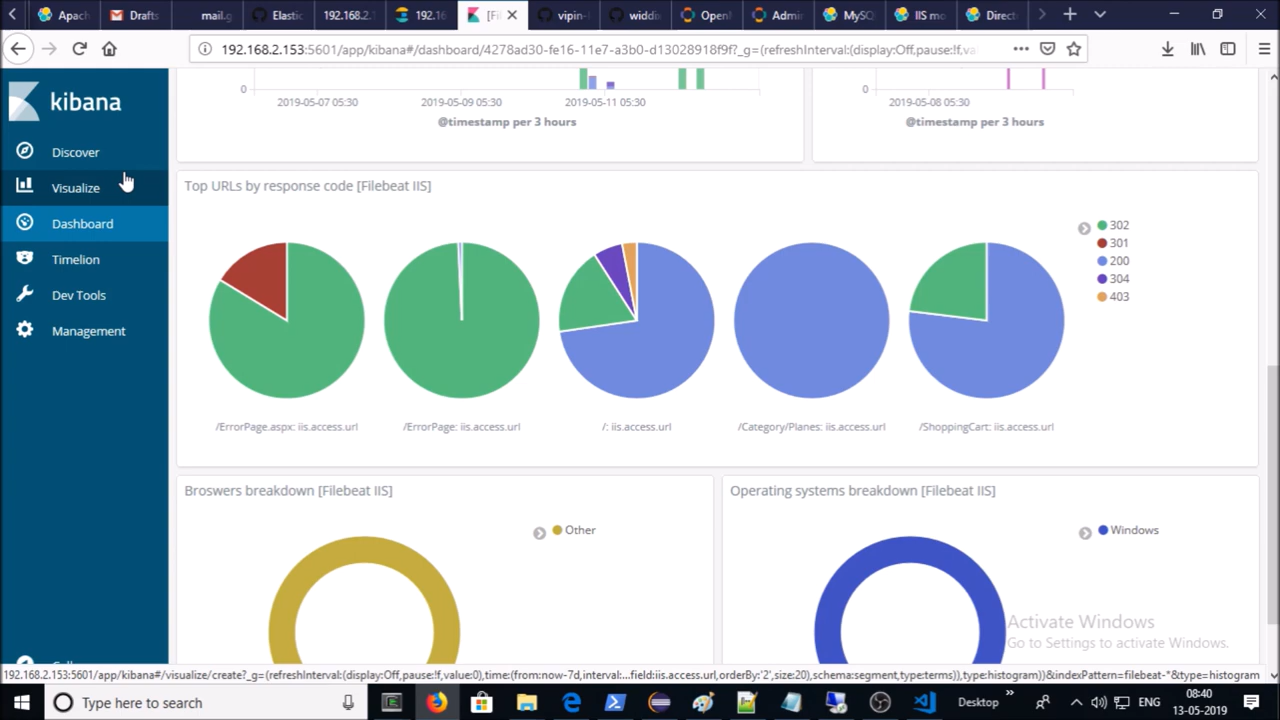 Apach
Drafts
mail.g
Elastic
192.168.2.1
192.16
[Fi
vipin-
widdix
OpenN
Admin
MySQ
IIS mo
Direct
192.168.2.153:5601/app/kibana#/dashboard/4278ad30-fe16-11e7-a3b0-d13028918f9f?_g=(refreshInterval:(display:Off,pause:!f,va
kibana
Discover
Visualize
Dashboard
Timelion
Dev Tools
Management
0
2019-05-07 05:30
2019-05-09 05:30
2019-05-11 05:30
@timestamp per 3 hours
0
2019-05-08 05:30
@timestamp per 3 hours
Top URLs by response code [Filebeat IIS]
302
301
200
304
403
/ErrorPage.aspx: iis.access.url
/ErrorPage: iis.access.url
/: iis.access.url
/Category/Planes: iis.access.url
/ShoppingCart: iis.access.url
Broswers breakdown [Filebeat IIS]
Other
Operating systems breakdown [Filebeat IIS]
Windows
Activate Windows
Go to Settings to activate Windows.
192.168.2.153:5601/app/kibana#/visualize/create?_g=(refreshInterval:(display:Off,pause:!f,value:0),time:(from:now-7d,interval:...field:iis.access.url,orderBy:'2',size:20),schema:segment,type:terms)),type:histogram))&indexPattern=filebeat-*&type=histogram
Type here to search
Desktop
ENG
08:40
13-05-2019